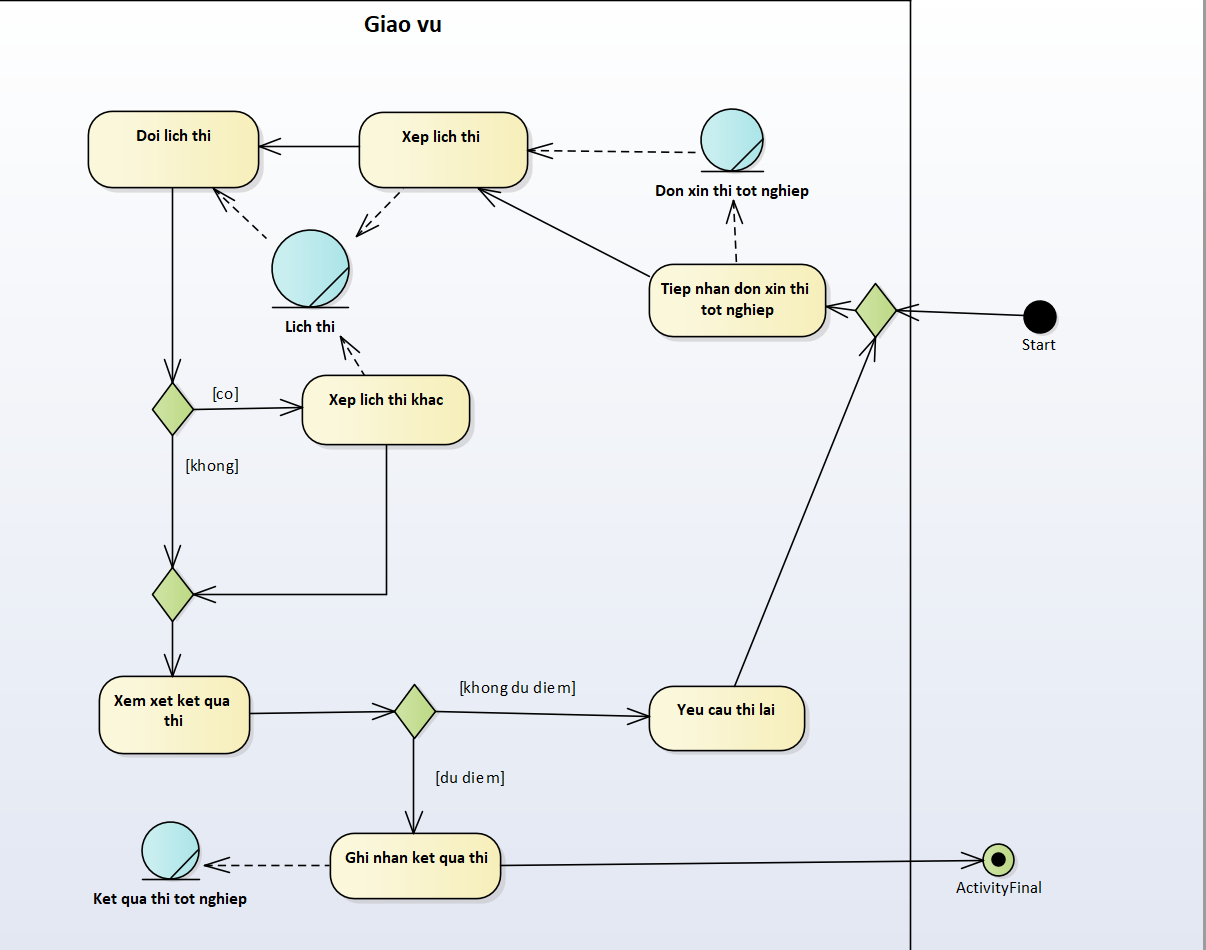 Giao vu
Doi lich thi
Xep lich thi
Don xin thi tot nghiep
Tiep nhan don xin thi
tot nghiep
Start
Lich thi
[co]
Xep lich thi khac
[khong]
Xem xet ket qua
thi
[khong du diem]
Yeu cau thi lai
[du diem]
Ghi nhan ket qua thi
Ket qua thi tot nghiep
ActivityFinal